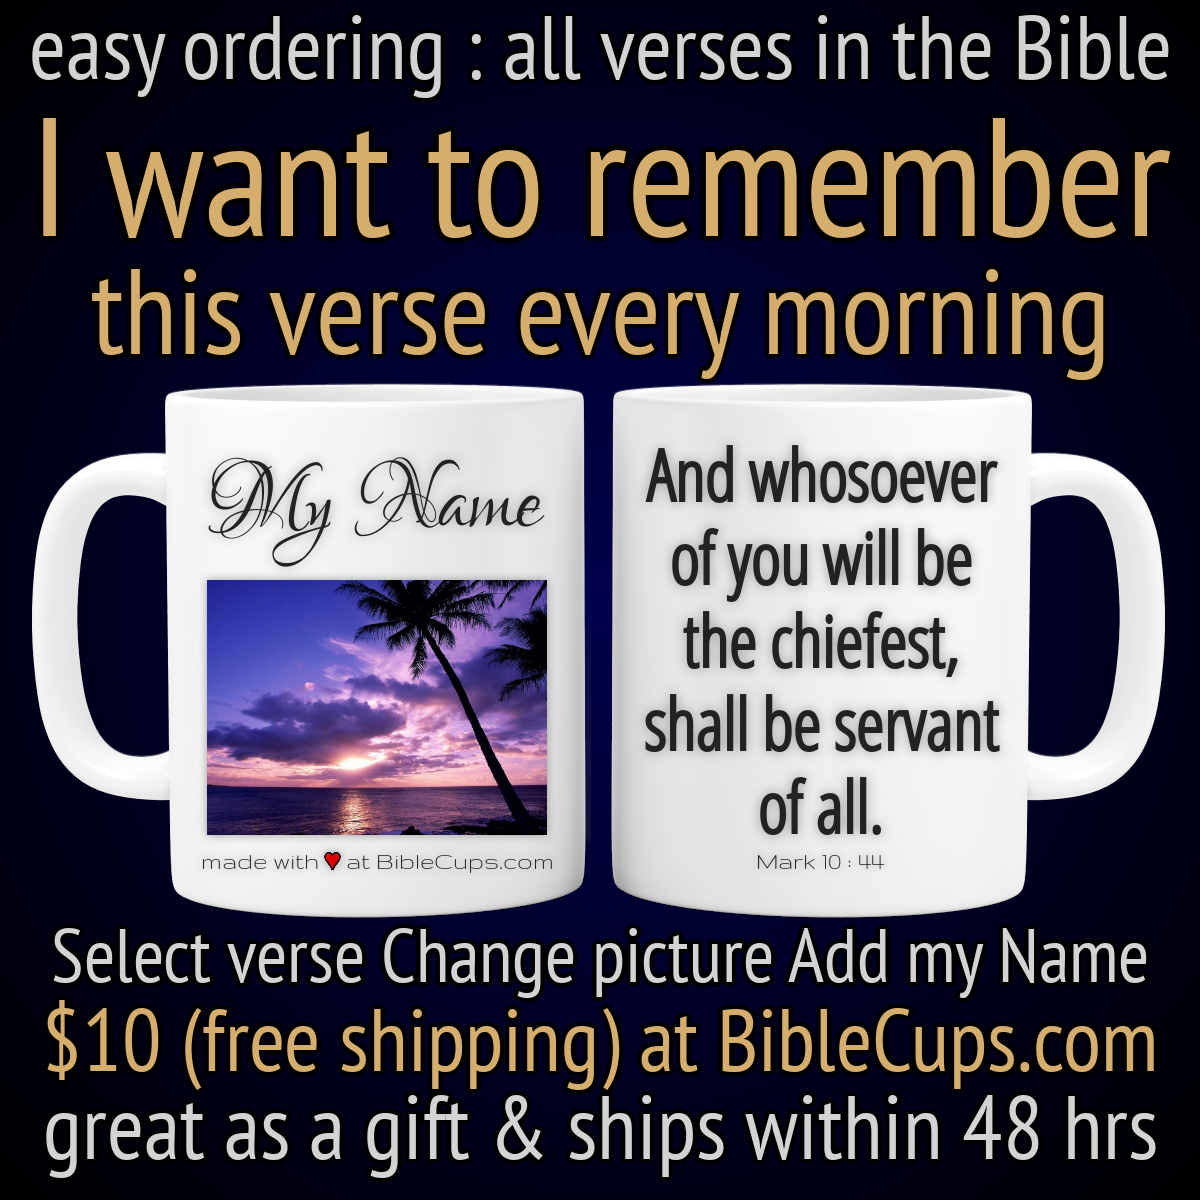 easy ordering : all verses in the Bible
I want to remember
this verse every morning
My Name
made with ♥ at BibleCups.com
And whosoever
of you will be
the chiefest,
shall be servant
of all.
Mark 10 : 44
Select verse Change picture Add my Name
$10 (free shipping) at BibleCups.com
great as a gift & ships within 48 hrs